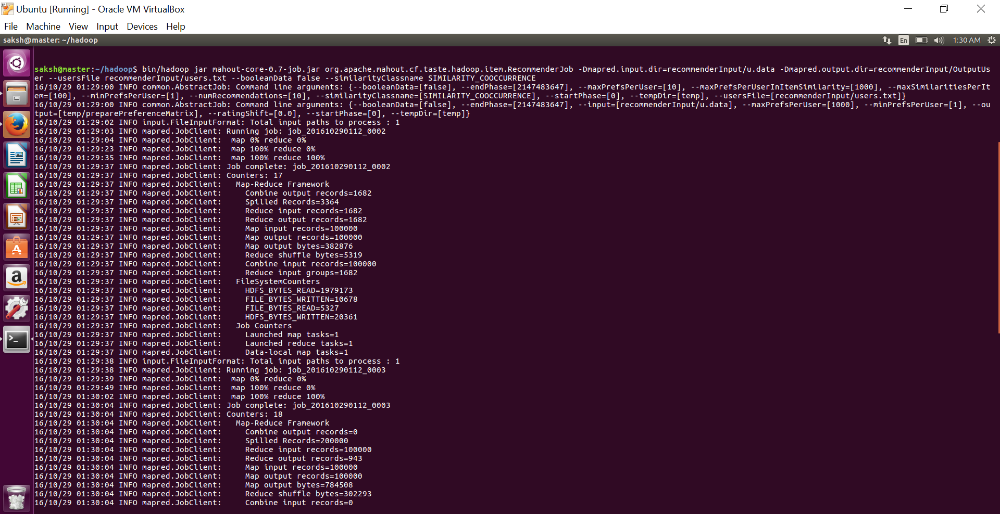 Ubuntu [Running] - Oracle VM VirtualBox
File Machine View Input Devices Help
saksh@master: ~/hadoop En 1:30 AM
saksh@master:~/hadoop$ bin/hadoop jar mahout-core-0.7-job.jar org.apache.mahout.cf.taste.hadoop.item.RecommenderJob -Dmapred.input.dir=recommenderInput/u.data -Dmapred.output.dir=recommenderInput/OutputUs
er --usersFile recommenderInput/users.txt --booleanData false --similarityClassname SIMILARITY_COOCCURRENCE
16/10/29 01:29:00 INFO common.AbstractJob: Command line arguments: {--booleanData=[false], --endPhase=[2147483647], --maxPrefsPerUser=[10], --maxPrefsPerUserInItemSimilarity=[1000], --maxSimilaritiesPerIt
em=[100], --minPrefsPerUser=[1], --numRecommendations=[10], --similarityClassname=[SIMILARITY_COOCCURRENCE], --startPhase=[0], --tempDir=[temp], --usersFile=[recommenderInput/users.txt]}
16/10/29 01:29:00 INFO common.AbstractJob: Command line arguments: {--booleanData=[false], --endPhase=[2147483647], --input=[recommenderInput/u.data], --maxPrefsPerUser=[1000], --minPrefsPerUser=[1], --ou
tput=[temp/preparePreferenceMatrix], --ratingShift=[0.0], --startPhase=[0], --tempDir=[temp]}
16/10/29 01:29:02 INFO input.FileInputFormat: Total input paths to process : 1
16/10/29 01:29:03 INFO mapred.JobClient: Running job: job_201610290112_0002
16/10/29 01:29:04 INFO mapred.JobClient:  map 0% reduce 0%
16/10/29 01:29:23 INFO mapred.JobClient:  map 100% reduce 0%
16/10/29 01:29:35 INFO mapred.JobClient:  map 100% reduce 100%
16/10/29 01:29:37 INFO mapred.JobClient: Job complete: job_201610290112_0002
16/10/29 01:29:37 INFO mapred.JobClient: Counters: 17
16/10/29 01:29:37 INFO mapred.JobClient:   Map-Reduce Framework
16/10/29 01:29:37 INFO mapred.JobClient:     Combine output records=1682
16/10/29 01:29:37 INFO mapred.JobClient:     Spilled Records=3364
16/10/29 01:29:37 INFO mapred.JobClient:     Reduce input records=1682
16/10/29 01:29:37 INFO mapred.JobClient:     Reduce output records=1682
16/10/29 01:29:37 INFO mapred.JobClient:     Map input records=100000
16/10/29 01:29:37 INFO mapred.JobClient:     Map output records=100000
16/10/29 01:29:37 INFO mapred.JobClient:     Map output bytes=382876
16/10/29 01:29:37 INFO mapred.JobClient:     Reduce shuffle bytes=5319
16/10/29 01:29:37 INFO mapred.JobClient:     Combine input records=100000
16/10/29 01:29:37 INFO mapred.JobClient:     Reduce input groups=1682
16/10/29 01:29:37 INFO mapred.JobClient:   FileSystemCounters
16/10/29 01:29:37 INFO mapred.JobClient:     HDFS_BYTES_READ=1979173
16/10/29 01:29:37 INFO mapred.JobClient:     FILE_BYTES_WRITTEN=10678
16/10/29 01:29:37 INFO mapred.JobClient:     FILE_BYTES_READ=5327
16/10/29 01:29:37 INFO mapred.JobClient:     HDFS_BYTES_WRITTEN=20361
16/10/29 01:29:37 INFO mapred.JobClient:   Job Counters
16/10/29 01:29:37 INFO mapred.JobClient:     Launched map tasks=1
16/10/29 01:29:37 INFO mapred.JobClient:     Launched reduce tasks=1
16/10/29 01:29:37 INFO mapred.JobClient:     Data-local map tasks=1
16/10/29 01:29:38 INFO input.FileInputFormat: Total input paths to process : 1
16/10/29 01:29:38 INFO mapred.JobClient: Running job: job_201610290112_0003
16/10/29 01:29:39 INFO mapred.JobClient:  map 0% reduce 0%
16/10/29 01:29:49 INFO mapred.JobClient:  map 100% reduce 0%
16/10/29 01:30:02 INFO mapred.JobClient:  map 100% reduce 100%
16/10/29 01:30:04 INFO mapred.JobClient: Job complete: job_201610290112_0003
16/10/29 01:30:04 INFO mapred.JobClient: Counters: 18
16/10/29 01:30:04 INFO mapred.JobClient:   Map-Reduce Framework
16/10/29 01:30:04 INFO mapred.JobClient:     Combine output records=0
16/10/29 01:30:04 INFO mapred.JobClient:     Spilled Records=200000
16/10/29 01:30:04 INFO mapred.JobClient:     Reduce input records=100000
16/10/29 01:30:04 INFO mapred.JobClient:     Reduce output records=943
16/10/29 01:30:04 INFO mapred.JobClient:     Map input records=100000
16/10/29 01:30:04 INFO mapred.JobClient:     Map output records=100000
16/10/29 01:30:04 INFO mapred.JobClient:     Map output bytes=784508
16/10/29 01:30:04 INFO mapred.JobClient:     Reduce shuffle bytes=302293
16/10/29 01:30:04 INFO mapred.JobClient:     Combine input records=0